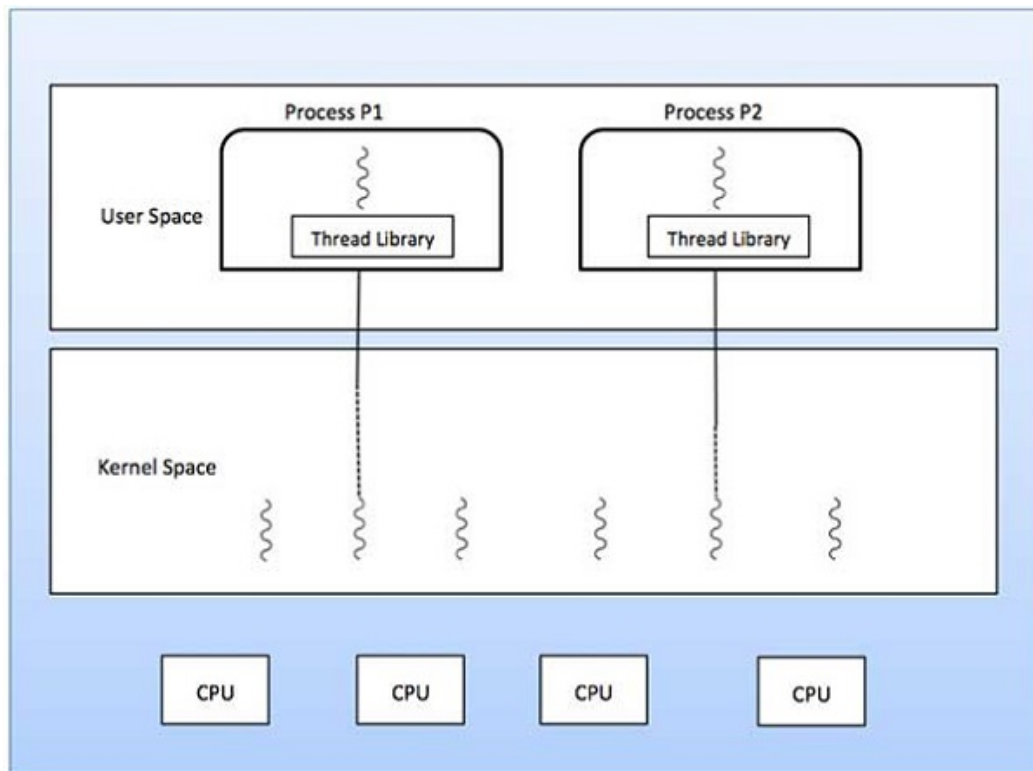 Process P1
Process P2
User Space
Thread Library
Thread Library
Kernel Space
CPU
CPU
CPU
CPU